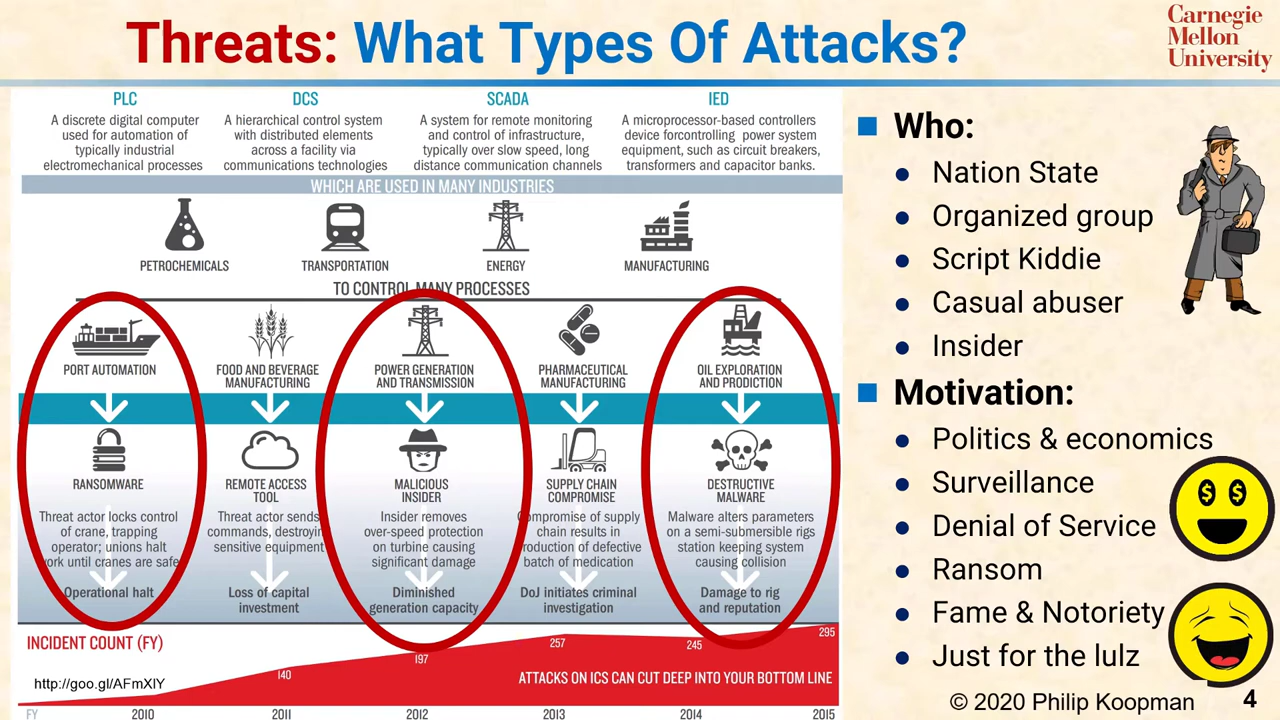 Threats: What Types Of Attacks?
Carnegie
Mellon
University
PLC
A discrete digital computer
used for automation of
typically industrial
electromechanical processes
DCS
A hierarchical control system
with distributed elements
across a facility via
communications technologies
SCADA
A system for remote monitoring
and control of infrastructure,
typically over slow speed, long
distance communication channels
IED
A microprocessor-based controllers
device forcontrolling power system
equipment, such as circuit breakers,
transformers and capacitor banks.
WHICH ARE USED IN MANY INDUSTRIES
PETROCHEMICALS
TRANSPORTATION
ENERGY
MANUFACTURING
TO CONTROL MANY PROCESSES
PORT AUTOMATION
FOOD AND BEVERAGE
MANUFACTURING
POWER GENERATION
AND TRANSMISSION
PHARMACEUTICAL
MANUFACTURING
OIL EXPLORATION
AND PRODICTION
RANSOMWARE
Threat actor locks control
of crane, trapping
operator; unions halt
work until cranes are safe
Operational halt
REMOTE ACCESS
TOOL
Threat actor sends
commands, destroying
sensitive equipment
Loss of capital
investment
MALICIOUS
INSIDER
Insider removes
over-speed protection
on turbine causing
significant damage
Diminished
generation capacity
SUPPLY CHAIN
COMPROMISE
Compromise of supply
chain results in
production of defective
batch of medication
DoJ initiates criminal
investigation
DESTRUCTIVE
MALWARE
Malware alters parameters
on a semi-submersible rigs
station keeping system
causing collision
Damage to rig
and reputation
INCIDENT COUNT (FY)
140
197
257
245
295
ATTACKS ON ICS CAN CUT DEEP INTO YOUR BOTTOM LINE
http://goo.gl/AFmXIY
FY
2010
2011
2012
2013
2014
2015
Who:
Nation State
Organized group
Script Kiddie
Casual abuser
Insider
Motivation:
Politics & economics
Surveillance
Denial of Service
Ransom
Fame & Notoriety
Just for the lulz
$ $
© 2020 Philip Koopman
4